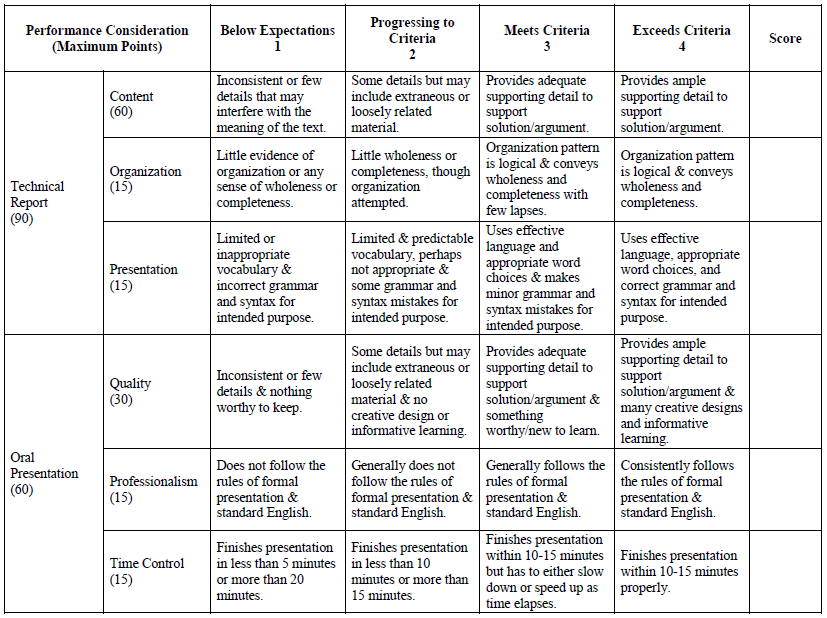 Performance Consideration
(Maximum Points)
Below Expectations
1
Progressing to
Criteria
2
Meets Criteria
3
Exceeds Criteria
4
Score
Technical
Report
(90)
Content
(60)
Inconsistent or few
details that may
interfere with the
meaning of the text.
Some details but may
include extraneous or
loosely related
material.
Provides adequate
supporting detail to
support
solution/argument.
Provides ample
supporting detail to
support
solution/argument.
Organization
(15)
Little evidence of
organization or any
sense of wholeness or
completeness.
Little wholeness or
completeness, though
organization
attempted.
Organization pattern
is logical & conveys
wholeness and
completeness with
few lapses.
Organization pattern
is logical & conveys
wholeness and
completeness.
Presentation
(15)
Limited or
inappropriate
vocabulary &
incorrect grammar
and syntax for
intended purpose.
Limited & predictable
vocabulary, perhaps
not appropriate &
some grammar and
syntax mistakes for
intended purpose.
Uses effective
language and
appropriate word
choices & makes
minor grammar and
syntax mistakes for
intended purpose.
Uses effective
language, appropriate
word choices, and
correct grammar and
syntax for intended
purpose.
Oral
Presentation
(60)
Quality
(30)
Inconsistent or few
details & nothing
worthy to keep.
Some details but may
include extraneous or
loosely related
material & no
creative design or
informative learning.
Provides adequate
supporting detail to
support
solution/argument &
something
worthy/new to learn.
Provides ample
supporting detail to
support
solution/argument &
many creative designs
and informative
learning.
Professionalism
(15)
Does not follow the
rules of formal
presentation &
standard English.
Generally does not
follow the rules of
formal presentation &
standard English.
Generally follows the
rules of formal
presentation &
standard English.
Consistently follows
the rules of formal
presentation &
standard English.
Time Control
(15)
Finishes presentation
in less than 5 minutes
or more than 20
minutes.
Finishes presentation
in less than 10
minutes or more than
15 minutes.
Finishes presentation
within 10-15 minutes
but has to either slow
down or speed up as
time elapses.
Finishes presentation
within 10-15 minutes
properly.